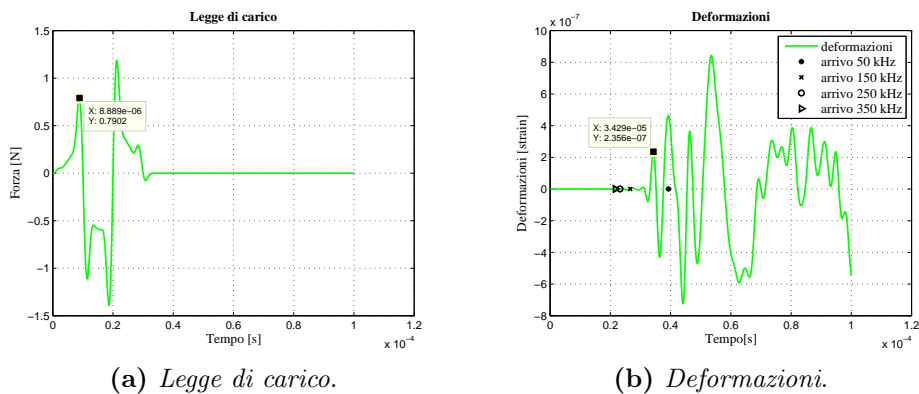 Legge di carico
1.5
1
0.5
0
−0.5
−1
−1.5
Forza [N]
X: 8.889e−06
Y: 0.7902
0 0.2 0.4 0.6 0.8 1 1.2
Tempo [s]
x 10⁻⁴
(a) Legge di carico.
Deformazioni
10 x 10⁻⁷
8
6
4
2
0
−2
−4
−6
−8
Deformazioni [strain]
deformazioni
arrivo 50 kHz
arrivo 150 kHz
arrivo 250 kHz
arrivo 350 kHz
X: 3.429e−05
Y: 2.356e−07
0 0.2 0.4 0.6 0.8 1 1.2
Tempo[s]
x 10⁻⁴
(b) Deformazioni.